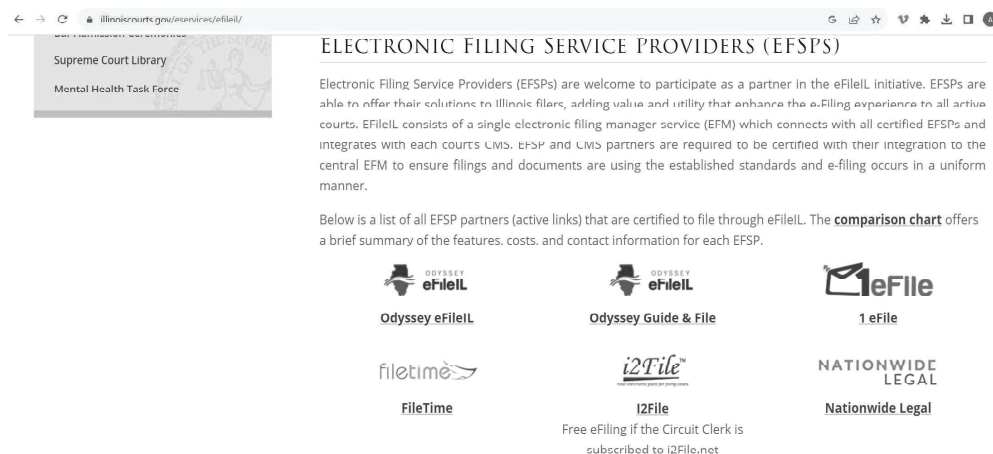 illinoiscourts.gov/eservices/efileil/
Bar Admission Ceremonies
Supreme Court Library
Mental Health Task Force
ELECTRONIC FILING SERVICE PROVIDERS (EFSPS)
Electronic Filing Service Providers (EFSPs) are welcome to participate as a partner in the eFileIL initiative. EFSPs are
able to offer their solutions to Illinois filers, adding value and utility that enhance the e-Filing experience to all active
courts. EFileIL consists of a single electronic filing manager service (EFM) which connects with all certified EFSPs and
integrates with each court's CMS. EFSP and CMS partners are required to be certified with their integration to the
central EFM to ensure filings and documents are using the established standards and e-filing occurs in a uniform
manner.
Below is a list of all EFSP partners (active links) that are certified to file through eFileIL. The comparison chart offers
a brief summary of the features, costs, and contact information for each EFSP.
ODYSSEY
eFileIL
Odyssey eFileIL
ODYSSEY
eFileIL
Odyssey Guide & File
1eFIle
1 eFile
filetime
FileTime
i2File™
I2File
Free eFiling if the Circuit Clerk is
subscribed to i2File.net
NATIONWIDE
LEGAL
Nationwide Legal